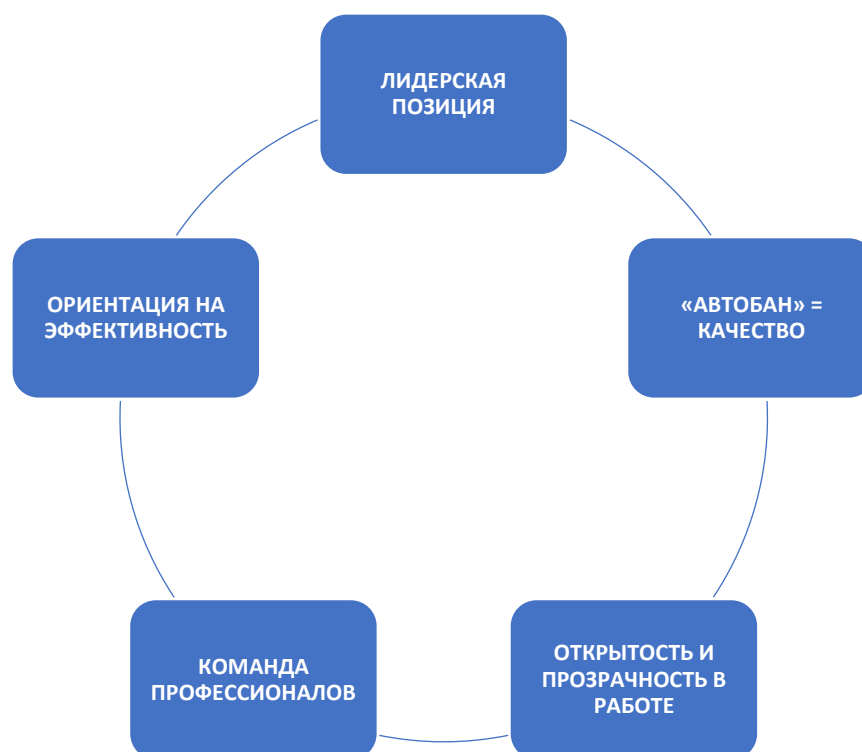 ЛИДЕРСКАЯ
ПОЗИЦИЯ
«АВТОБАН» =
КАЧЕСТВО
ОТКРЫТОСТЬ И
ПРОЗРАЧНОСТЬ В
РАБОТЕ
КОМАНДА
ПРОФЕССИОНАЛОВ
ОРИЕНТАЦИЯ НА
ЭФФЕКТИВНОСТЬ